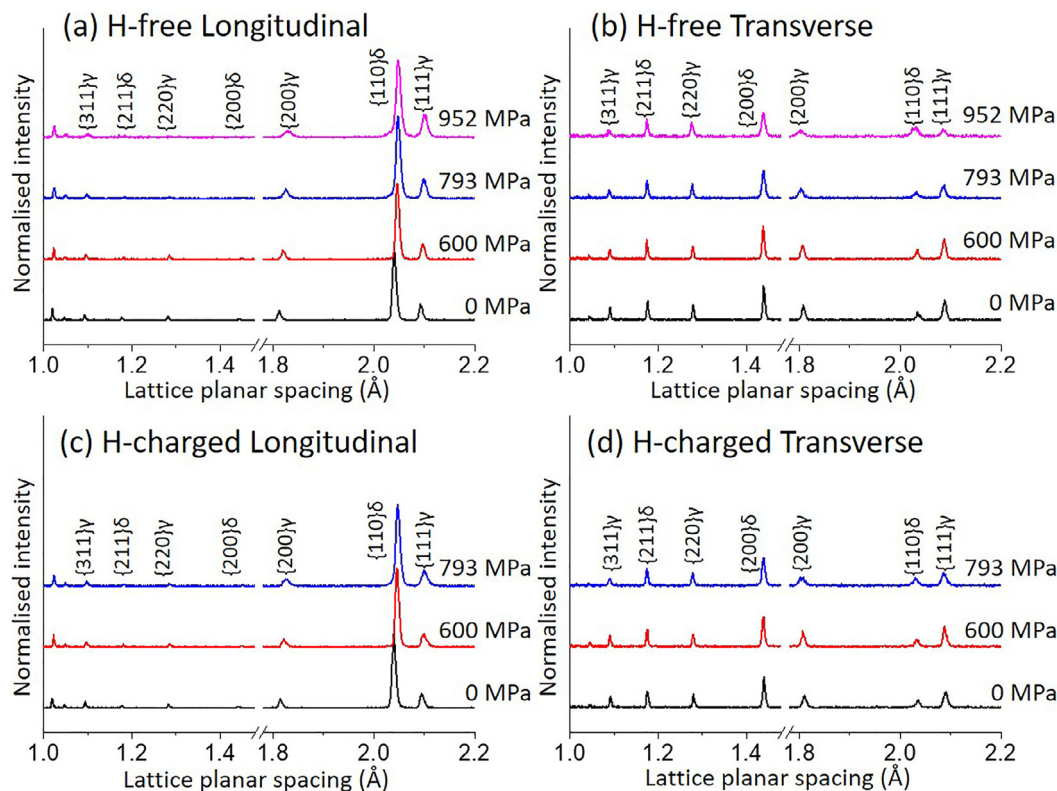 (a) H-free Longitudinal
Normalised intensity
{311}γ
{211}δ
{220}γ
{200}δ
{200}γ
{110}δ
{111}γ
952 MPa
793 MPa
600 MPa
0 MPa
1.0 1.2 1.4 1.8 2.0 2.2
Lattice planar spacing (Å)
(b) H-free Transverse
Normalised intensity
{311}γ
{211}δ
{220}γ
{200}δ
{200}γ
{110}δ
{111}γ
952 MPa
793 MPa
600 MPa
0 MPa
1.0 1.2 1.4 1.8 2.0 2.2
Lattice planar spacing (Å)
(c) H-charged Longitudinal
Normalised intensity
{311}γ
{211}δ
{220}γ
{200}δ
{200}γ
{110}δ
{111}γ
793 MPa
600 MPa
0 MPa
1.0 1.2 1.4 1.8 2.0 2.2
Lattice planar spacing (Å)
(d) H-charged Transverse
Normalised intensity
{311}γ
{211}δ
{220}γ
{200}δ
{200}γ
{110}δ
{111}γ
793 MPa
600 MPa
0 MPa
1.0 1.2 1.4 1.8 2.0 2.2
Lattice planar spacing (Å)